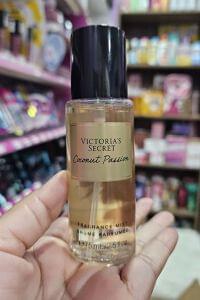 VICTORIA'S
SECRET
Coconut Passion
FRAGRANCE MIST
BRUME PARFUMÉE